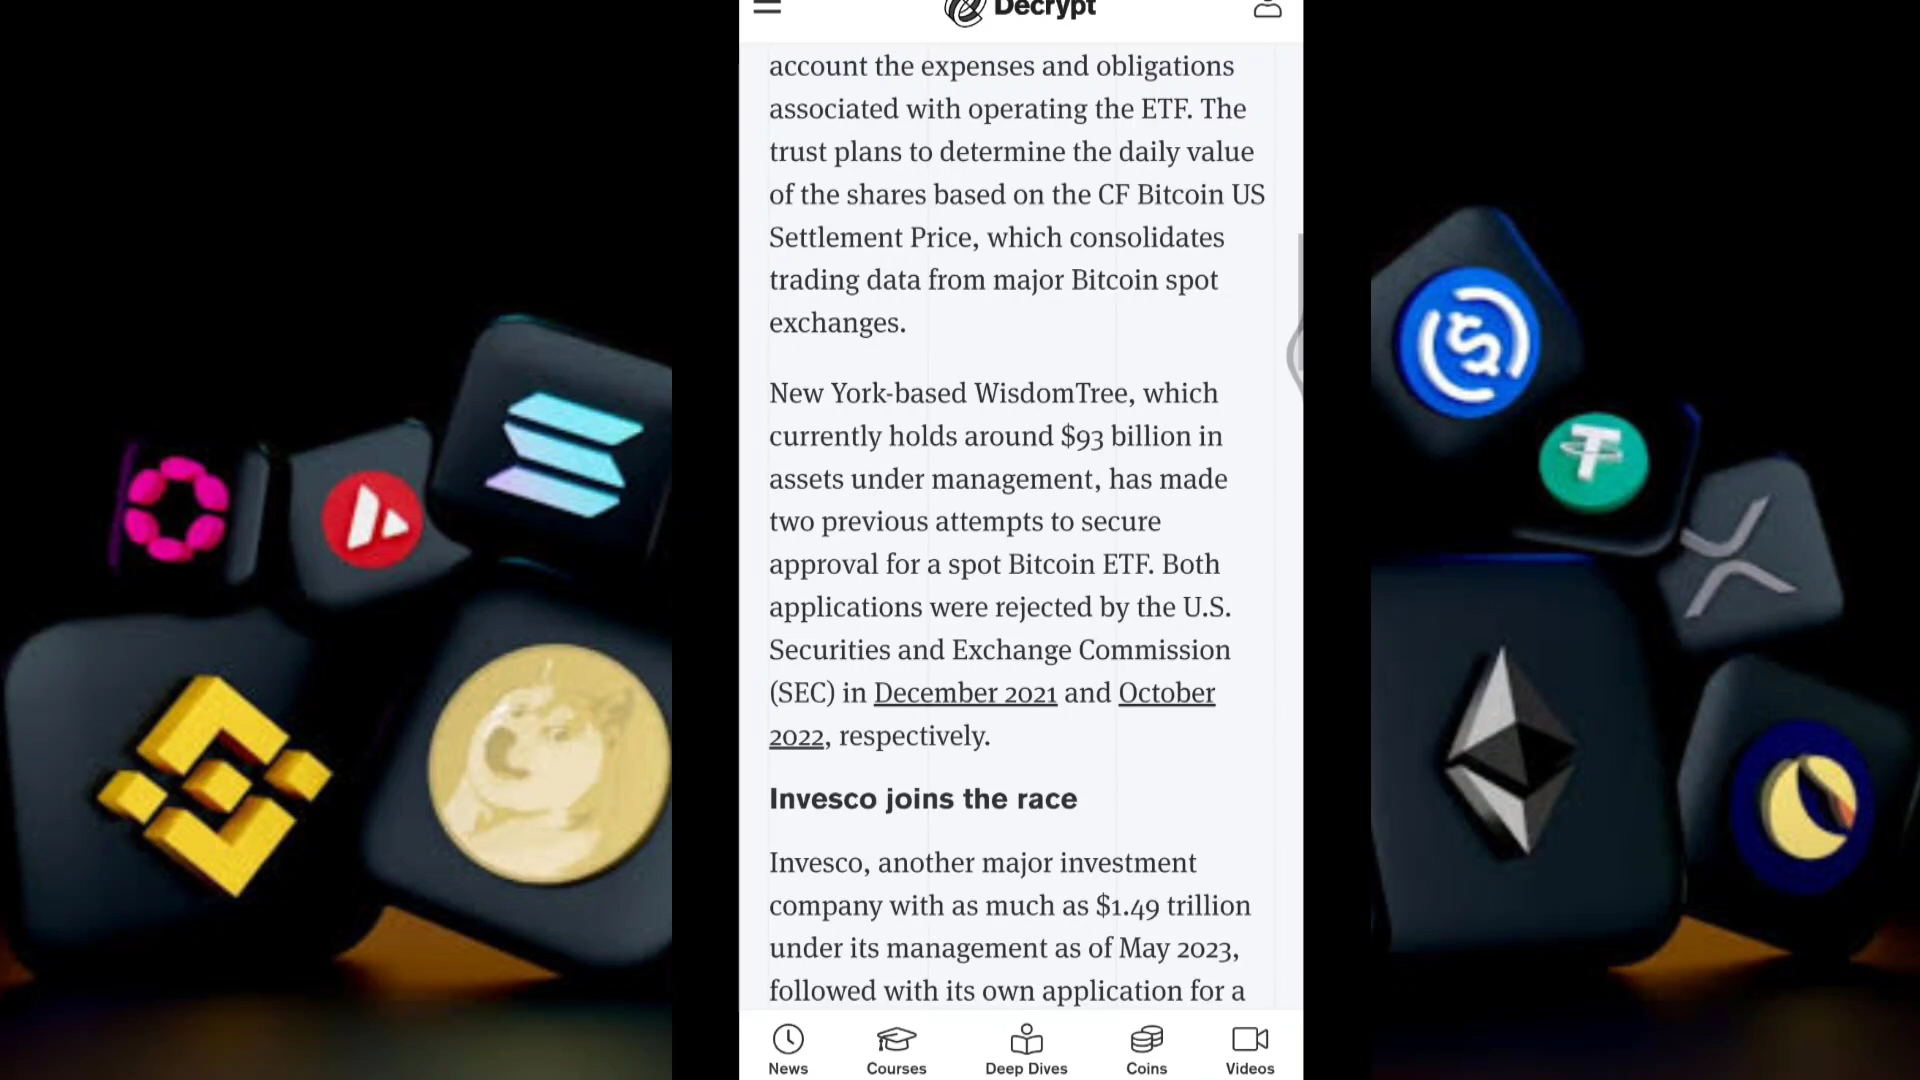 Decrypt
account the expenses and obligations
associated with operating the ETF. The
trust plans to determine the daily value
of the shares based on the CF Bitcoin US
Settlement Price, which consolidates
trading data from major Bitcoin spot
exchanges.
New York-based WisdomTree, which
currently holds around $93 billion in
assets under management, has made
two previous attempts to secure
approval for a spot Bitcoin ETF. Both
applications were rejected by the U.S.
Securities and Exchange Commission
(SEC) in December 2021 and October
2022, respectively.
Invesco joins the race
Invesco, another major investment
company with as much as $1.49 trillion
under its management as of May 2023,
followed with its own application for a
News Courses Deep Dives Coins Videos